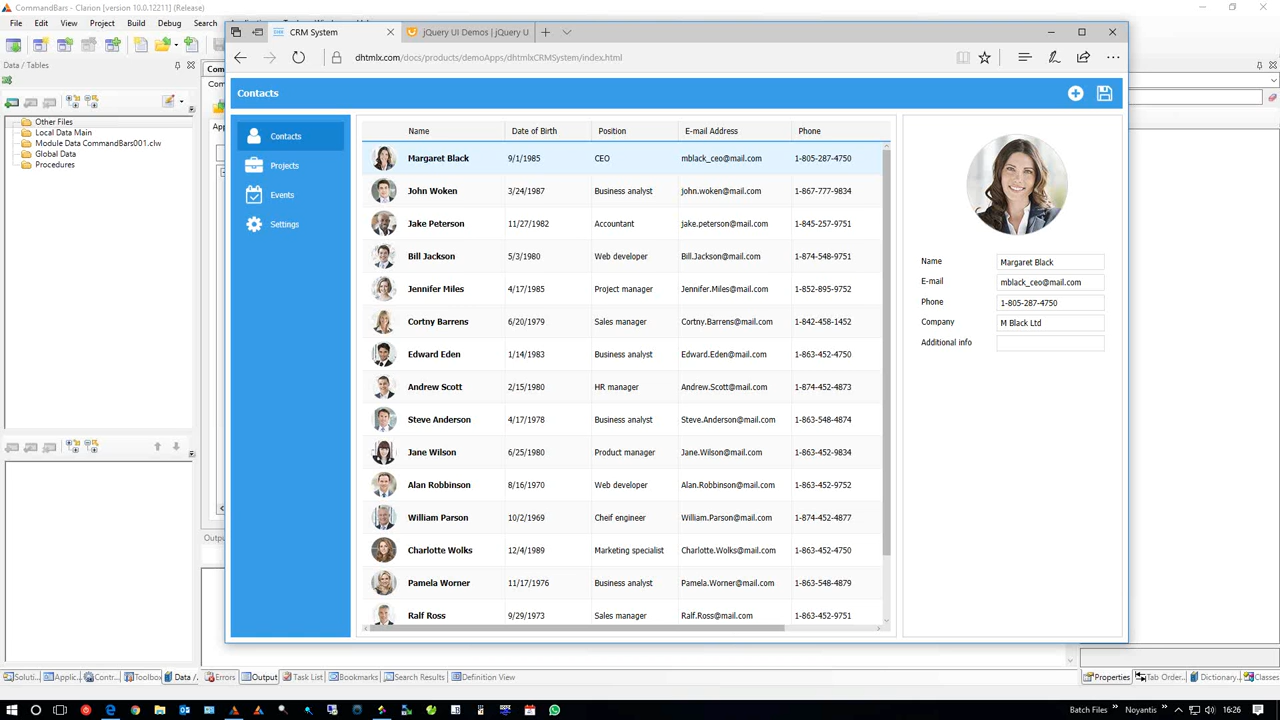 CommandBars - Clarion (Release)
File Edit View Project Build Debug Search
CRM System
jQuery UI Demos | jQuery U
dhtmlx.com/docs/products/demoApps/dhtmlxCRMSystem/index.html
Data / Tables
Other Files
Local Data Main
Module Data CommandBars001.clw
Global Data
Procedures
Contacts
Contacts
Projects
Events
Settings
Name Date of Birth Position E-mail Address Phone
Margaret Black 9/1/1985 CEO mblack_ceo@mail.com 1-805-287-4750
John Woken 3/24/1987 Business analyst john.woken@mail.com 1-867-777-9834
Jake Peterson 11/27/1982 Accountant jake.peterson@mail.com 1-845-257-9751
Bill Jackson 5/3/1980 Web developer Bill.Jackson@mail.com 1-874-548-9751
Jennifer Miles 4/17/1985 Project manager Jennifer.Miles@mail.com 1-852-895-9752
Cortny Barrens 6/20/1979 Sales manager Cortny.Barrens@mail.com 1-842-458-1452
Edward Eden 1/14/1983 Business analyst Edward.Eden@mail.com 1-863-452-4750
Andrew Scott 2/15/1980 HR manager Andrew.Scott@mail.com 1-874-452-4873
Steve Anderson 4/17/1978 Business analyst Steve.Anderson@mail.com 1-863-548-4874
Jane Wilson 6/25/1980 Product manager Jane.Wilson@mail.com 1-863-452-9834
Alan Robbinson 8/16/1970 Web developer Alan.Robbinson@mail.com 1-863-452-9752
William Parson 10/2/1969 Cheif engineer William.Parson@mail.com 1-874-452-4877
Charlotte Wolks 12/4/1989 Marketing specialist Charlotte.Wolks@mail.com 1-863-452-4750
Pamela Worner 11/17/1976 Business analyst Pamela.Worner@mail.com 1-863-548-4879
Ralf Ross 9/29/1973 Sales manager Ralf.Ross@mail.com 1-863-452-9751
Name Margaret Black
E-mail mblack_ceo@mail.com
Phone 1-805-287-4750
Company M Black Ltd
Additional info
Soluti... Applic... Contr... Toolbox Data /... Errors Output Task List Bookmarks Search Results Definition View Properties Tab Order... Dictionary... Classes
Batch Files Noyantis 16:26